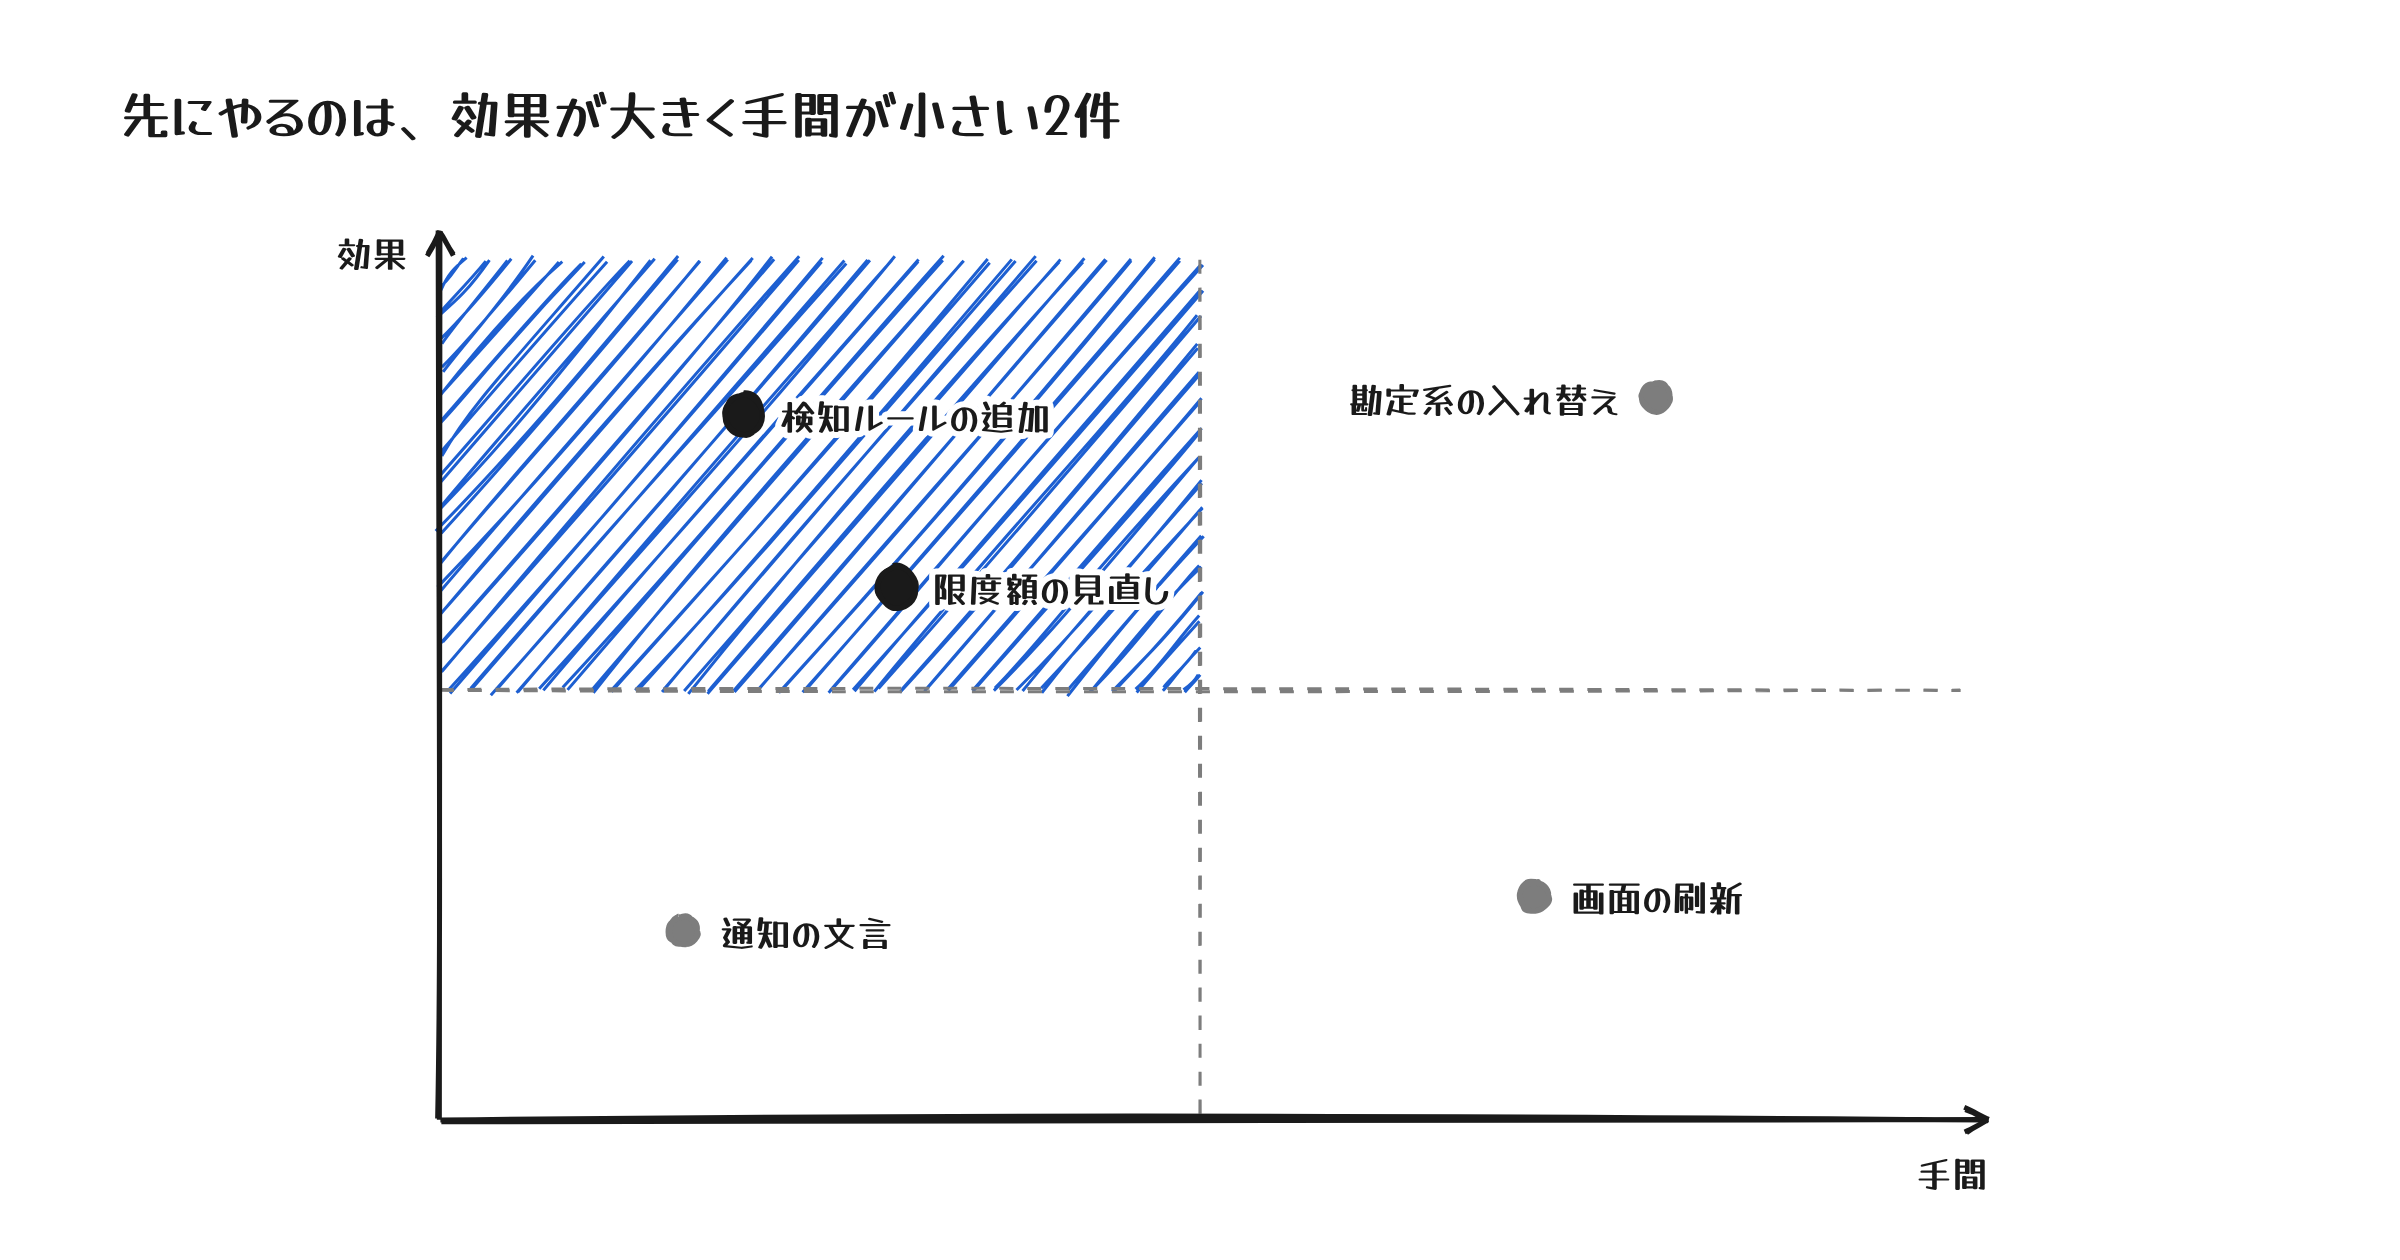 先にやるのは、効果が大きく手間が小さい2件
効果
検知ルールの追加
勘定系の入れ替え
限度額の見直し
通知の文言
画面の刷新
手間